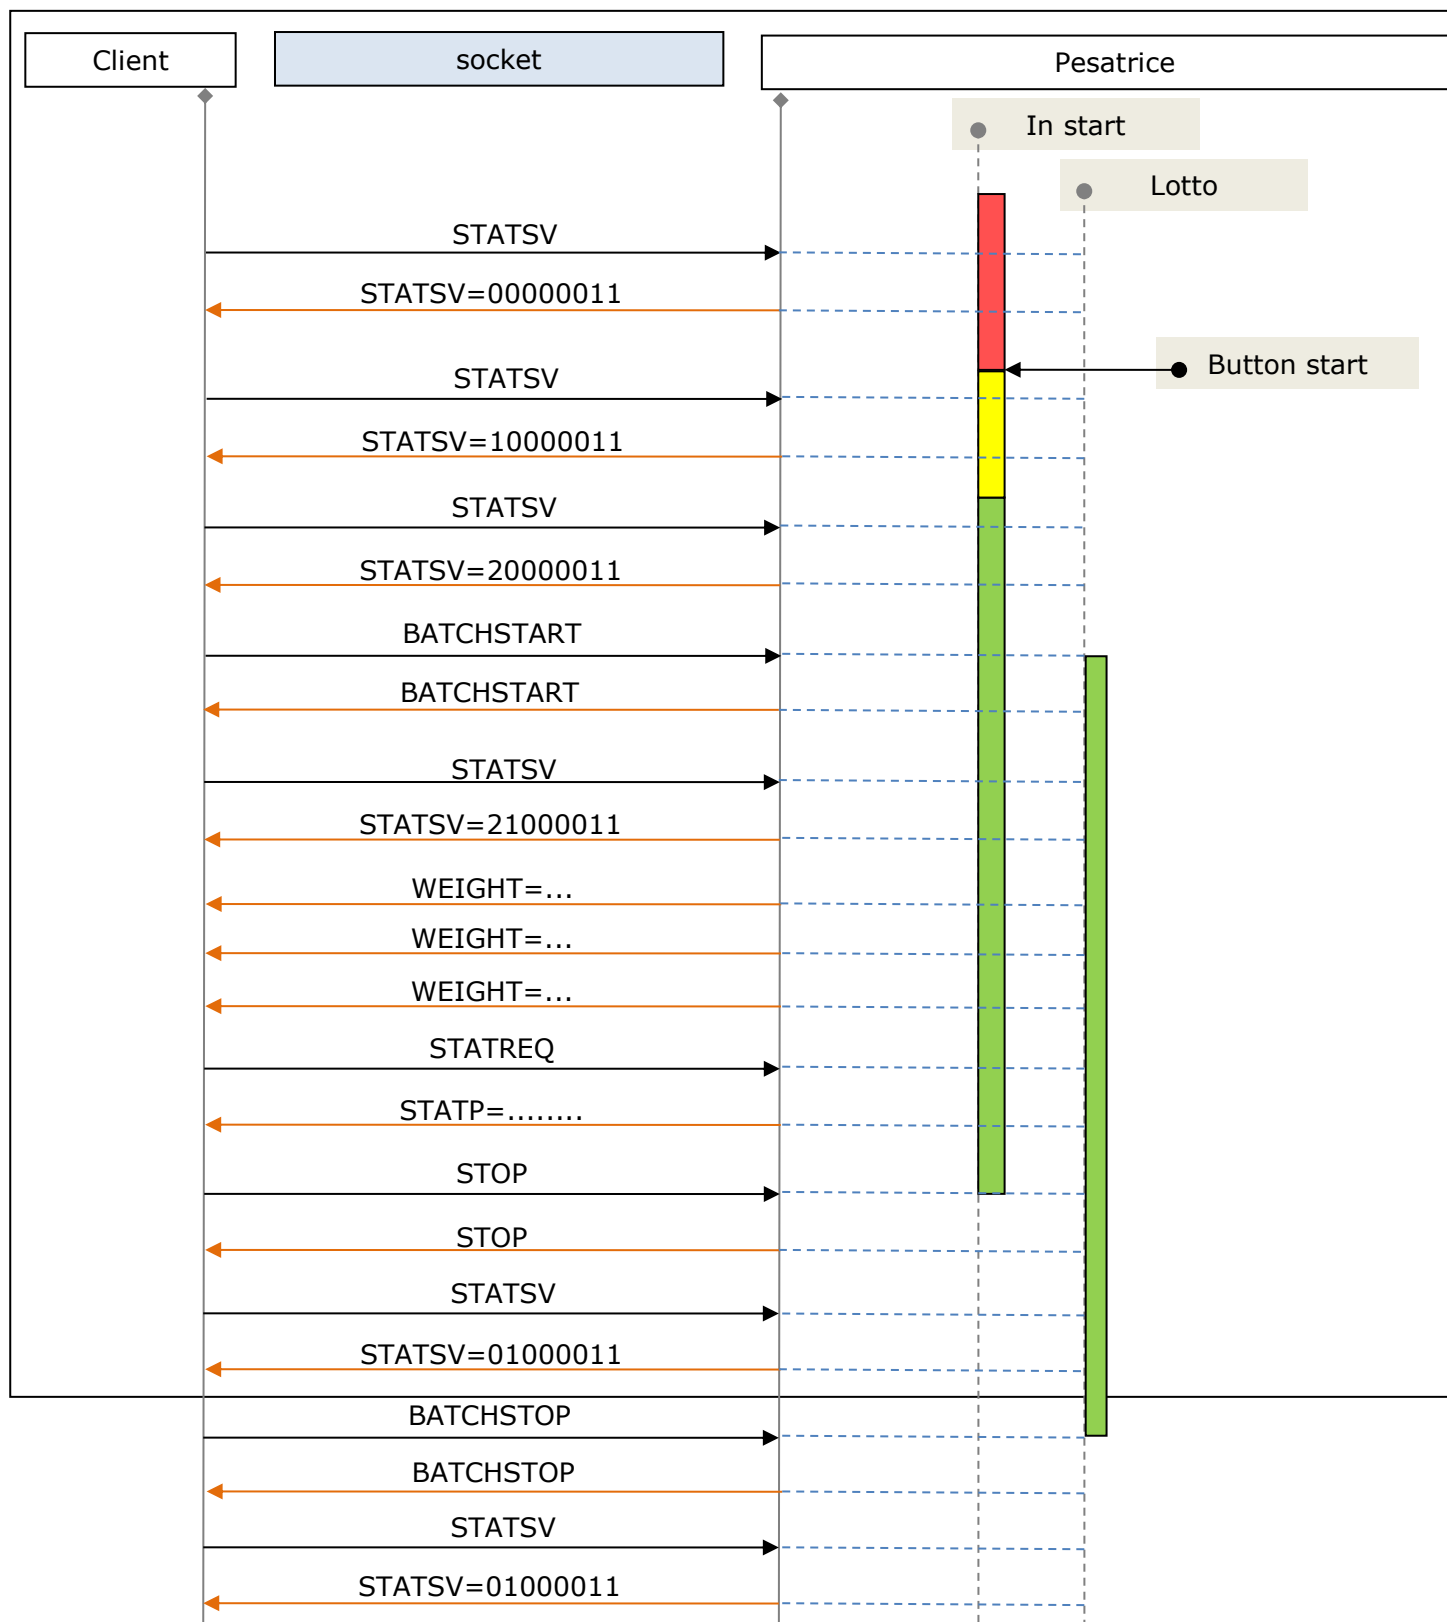 Client
socket
Pesatrice
In start
Lotto
STATSV
STATSV=00000011
Button start
STATSV
STATSV=10000011
STATSV
STATSV=20000011
BATCHSTART
BATCHSTART
STATSV
STATSV=21000011
WEIGHT=...
WEIGHT=...
WEIGHT=...
STATREQ
STATP=........
STOP
STOP
STATSV
STATSV=01000011
BATCHSTOP
BATCHSTOP
STATSV
STATSV=01000011